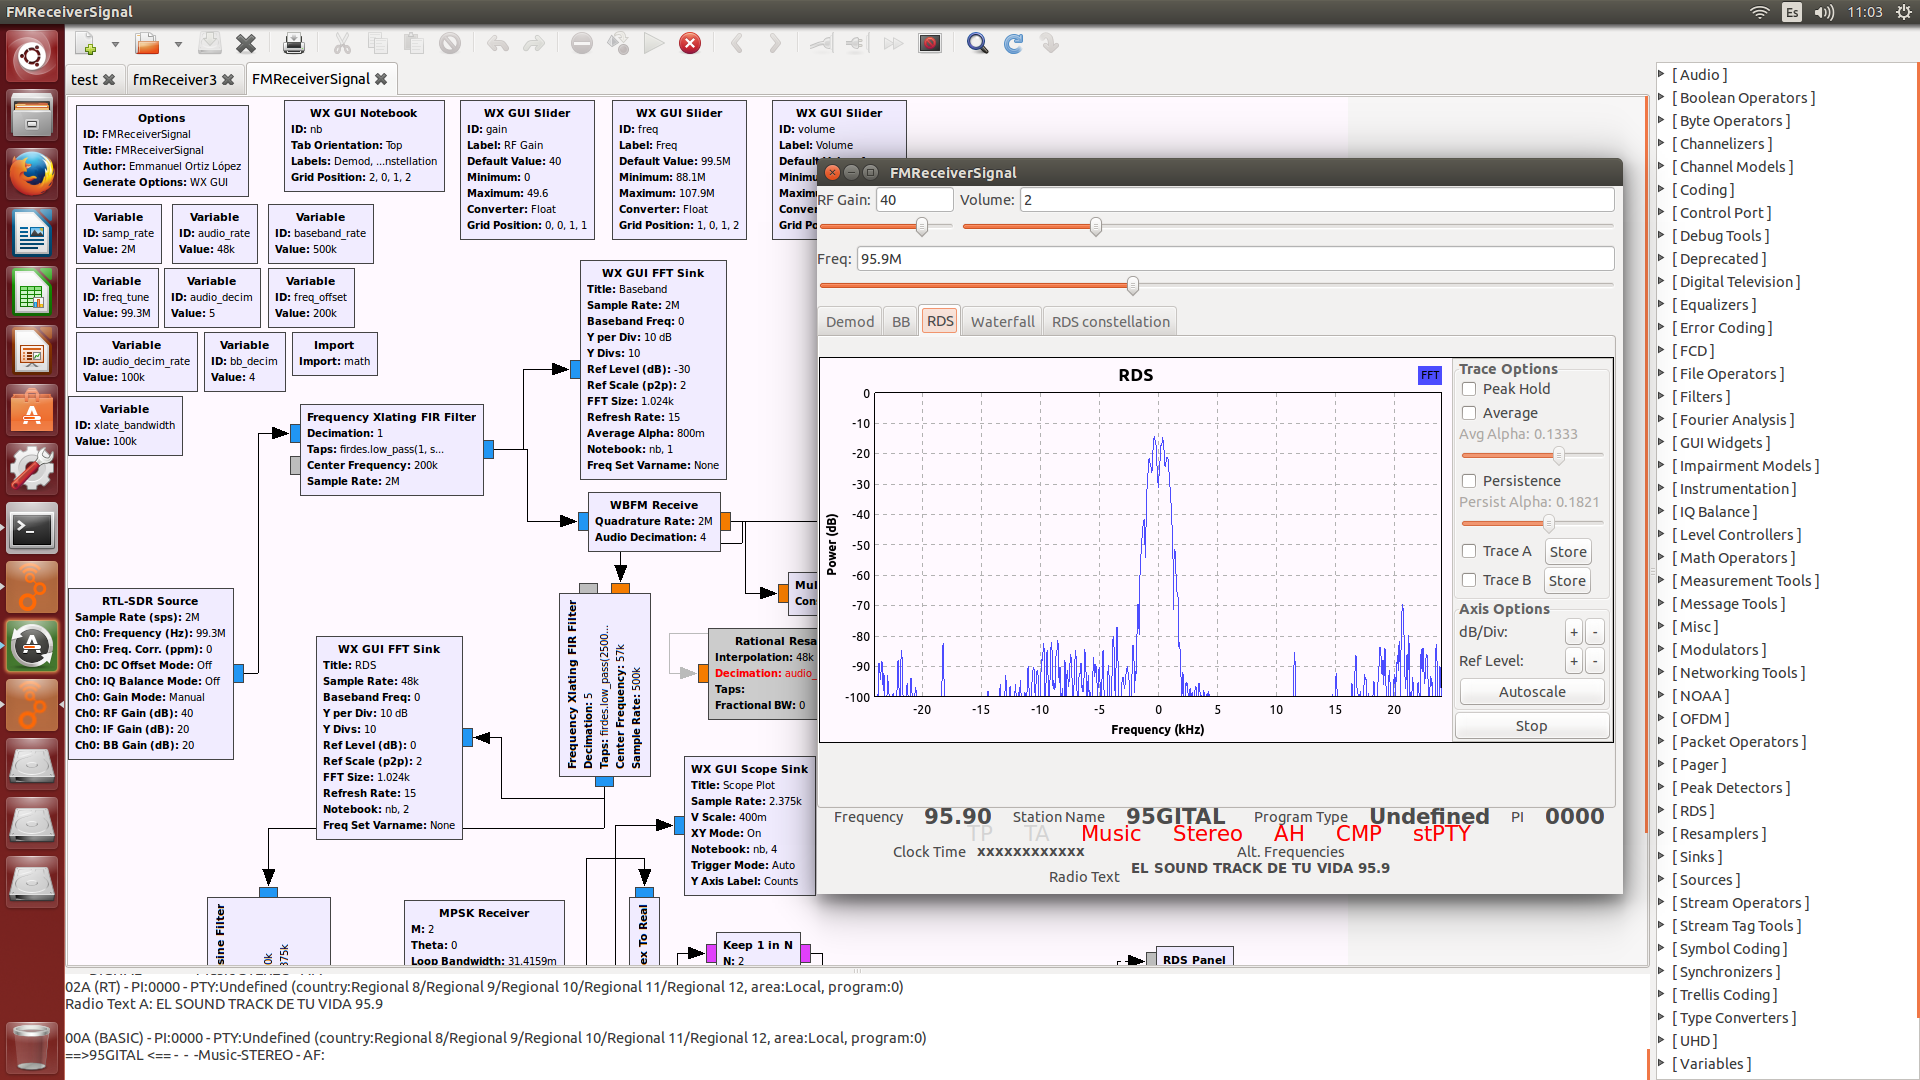 FMReceiverSignal
Es
11:03
test
fmReceiver3
FMReceiverSignal
Options
ID: FMReceiverSignal
Title: FMReceiverSignal
Author: Emmanuel Ortiz López
Generate Options: WX GUI
WX GUI Notebook
ID: nb
Tab Orientation: Top
Labels: Demod, ...nstellation
Grid Position: 2, 0, 1, 2
WX GUI Slider
ID: gain
Label: RF Gain
Default Value: 40
Minimum: 0
Maximum: 49.6
Converter: Float
Grid Position: 0, 0, 1, 1
WX GUI Slider
ID: freq
Label: Freq
Default Value: 99.5M
Minimum: 88.1M
Maximum: 107.9M
Converter: Float
Grid Position: 1, 0, 1, 2
WX GUI Slider
ID: volume
Label: Volume
Variable
ID: samp_rate
Value: 2M
Variable
ID: audio_rate
Value: 48k
Variable
ID: baseband_rate
Value: 500k
Variable
ID: freq_tune
Value: 99.3M
Variable
ID: audio_decim
Value: 5
Variable
ID: freq_offset
Value: 200k
Variable
ID: audio_decim_rate
Value: 100k
Variable
ID: bb_decim
Value: 4
Import
Import: math
Variable
ID: xlate_bandwidth
Value: 100k
Frequency Xlating FIR Filter
Decimation: 1
Taps: firdes.low_pass(1, s...
Center Frequency: 200k
Sample Rate: 2M
WX GUI FFT Sink
Title: Baseband
Sample Rate: 2M
Baseband Freq: 0
Y per Div: 10 dB
Y Divs: 10
Ref Level (dB): -30
Ref Scale (p2p): 2
FFT Size: 1.024k
Refresh Rate: 15
Average Alpha: 800m
Notebook: nb, 1
Freq Set Varname: None
WBFM Receive
Quadrature Rate: 2M
Audio Decimation: 4
RTL-SDR Source
Sample Rate (sps): 2M
Ch0: Frequency (Hz): 99.3M
Ch0: Freq. Corr. (ppm): 0
Ch0: DC Offset Mode: Off
Ch0: IQ Balance Mode: Off
Ch0: Gain Mode: Manual
Ch0: RF Gain (dB): 40
Ch0: IF Gain (dB): 20
Ch0: BB Gain (dB): 20
WX GUI FFT Sink
Title: RDS
Sample Rate: 48k
Baseband Freq: 0
Y per Div: 10 dB
Y Divs: 10
Ref Level (dB): 0
Ref Scale (p2p): 2
FFT Size: 1.024k
Refresh Rate: 15
Notebook: nb, 2
Freq Set Varname: None
Frequency Xlating FIR Filter
Decimation: 5
Taps: firdes.low_pass(2500...
Center Frequency: 57k
Sample Rate: 500k
Rational Resa
Interpolation: 48k
Decimation: audio_
Taps:
Fractional BW: 0
WX GUI Scope Sink
Title: Scope Plot
Sample Rate: 2.375k
V Scale: 400m
XY Mode: On
Notebook: nb, 4
Trigger Mode: Auto
Y Axis Label: Counts
MPSK Receiver
M: 2
Theta: 0
Loop Bandwidth: 31.4159m
Keep 1 in N
N: 2
RDS Panel
FMReceiverSignal
RF Gain: 40 Volume: 2
Freq: 95.9M
Demod BB RDS Waterfall RDS constellation
RDS
FFT
Power (dB)
0
-10
-20
-30
-40
-50
-60
-70
-80
-90
-100
-20 -15 -10 -5 0 5 10 15 20
Frequency (kHz)
Trace Options
Peak Hold
Average
Avg Alpha: 0.1333
Persistence
Persist Alpha: 0.1821
Trace A Store
Trace B Store
Axis Options
dB/Div: + -
Ref Level: + -
Autoscale
Stop
Frequency 95.90 Station Name 95GITAL Program Type Undefined PI 0000
TP TA Music Stereo AH CMP stPTY
Clock Time xxxxxxxxxxxx Alt. Frequencies
Radio Text EL SOUND TRACK DE TU VIDA 95.9
[ Audio ]
[ Boolean Operators ]
[ Byte Operators ]
[ Channelizers ]
[ Channel Models ]
[ Coding ]
[ Control Port ]
[ Debug Tools ]
[ Deprecated ]
[ Digital Television ]
[ Equalizers ]
[ Error Coding ]
[ FCD ]
[ File Operators ]
[ Filters ]
[ Fourier Analysis ]
[ GUI Widgets ]
[ Impairment Models ]
[ Instrumentation ]
[ IQ Balance ]
[ Level Controllers ]
[ Math Operators ]
[ Measurement Tools ]
[ Message Tools ]
[ Misc ]
[ Modulators ]
[ Networking Tools ]
[ NOAA ]
[ OFDM ]
[ Packet Operators ]
[ Pager ]
[ Peak Detectors ]
[ RDS ]
[ Resamplers ]
[ Sinks ]
[ Sources ]
[ Stream Operators ]
[ Stream Tag Tools ]
[ Symbol Coding ]
[ Synchronizers ]
[ Trellis Coding ]
[ Type Converters ]
[ UHD ]
[ Variables ]
02A (RT) - PI:0000 - PTY:Undefined (country:Regional 8/Regional 9/Regional 10/Regional 11/Regional 12, area:Local, program:0)
Radio Text A: EL SOUND TRACK DE TU VIDA 95.9
00A (BASIC) - PI:0000 - PTY:Undefined (country:Regional 8/Regional 9/Regional 10/Regional 11/Regional 12, area:Local, program:0)
==>95GITAL <== - - -Music-STEREO - AF: